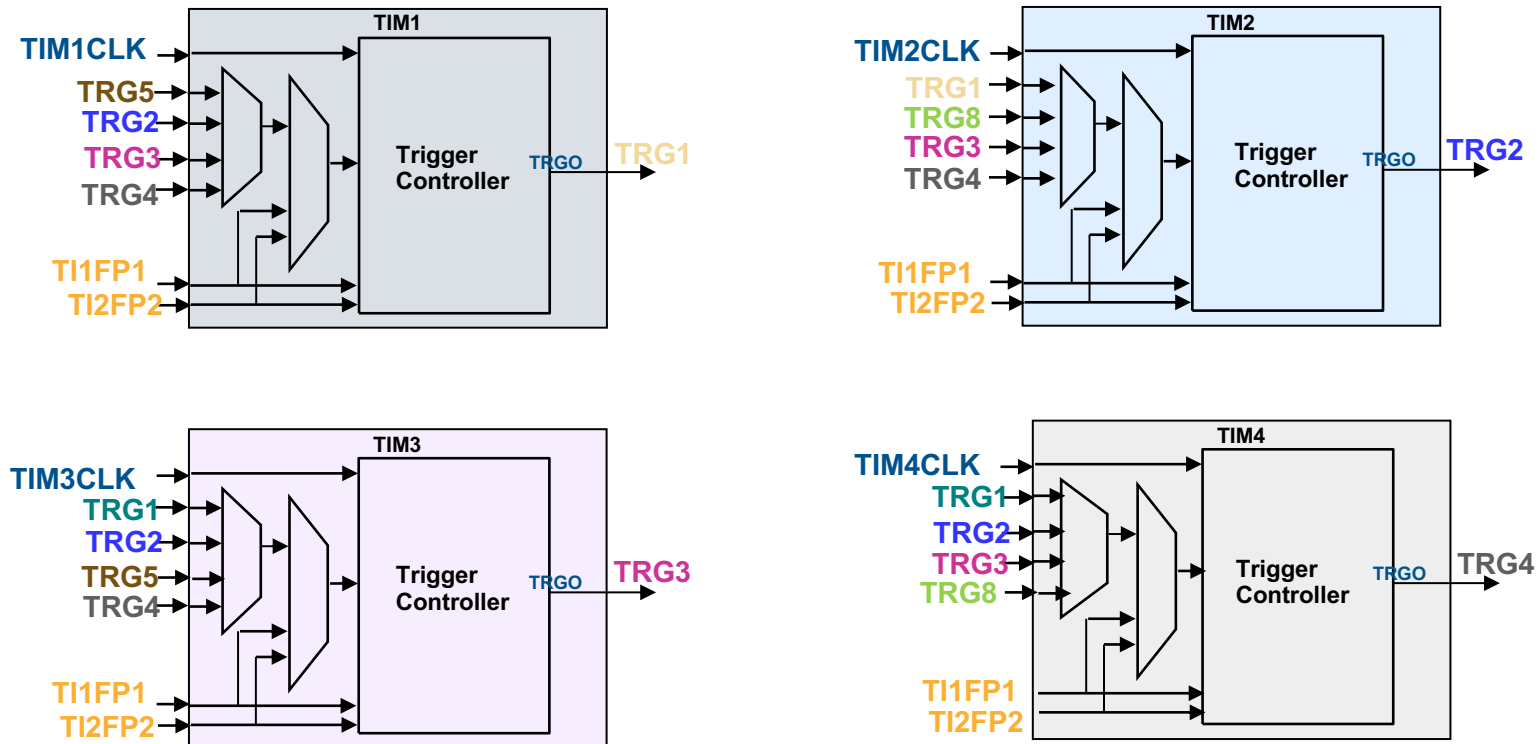 TIM1
TIM1CLK
TRG5
TRG2
TRG3
TRG4
TI1FP1
TI2FP2
Trigger
Controller
TRGO
TRG1
TIM2
TIM2CLK
TRG1
TRG8
TRG3
TRG4
TI1FP1
TI2FP2
Trigger
Controller
TRGO
TRG2
TIM3
TIM3CLK
TRG1
TRG2
TRG5
TRG4
TI1FP1
TI2FP2
Trigger
Controller
TRGO
TRG3
TIM4
TIM4CLK
TRG1
TRG2
TRG3
TRG8
TI1FP1
TI2FP2
Trigger
Controller
TRGO
TRG4